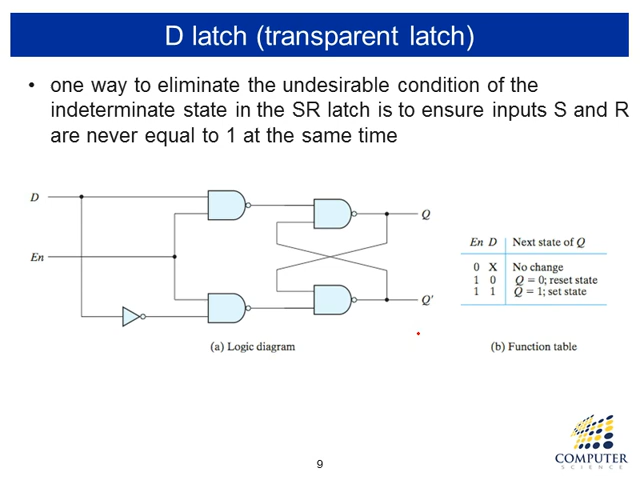 D latch (transparent latch)
• one way to eliminate the undesirable condition of the
indeterminate state in the SR latch is to ensure inputs S and R
are never equal to 1 at the same time
D
En
Q
Q'
(a) Logic diagram
En D Next state of Q
0 X No change
1 0 Q = 0; reset state
1 1 Q = 1; set state
(b) Function table
COMPUTER
SCIENCE
9